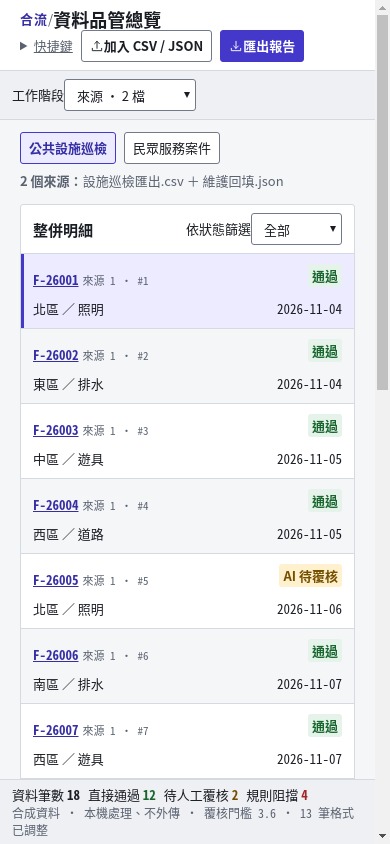 合流/資料品管總覽
▶ 快捷鍵 加入 CSV / JSON 匯出報告
工作階段 來源 · 2 檔
公共設施巡檢 民眾服務案件
2 個來源：設施巡檢匯出.csv ＋ 維護回填.json
整併明細 依狀態篩選 全部
F-26001 來源 1 · #1 通過
北區 ／ 照明 2026-11-04
F-26002 來源 1 · #2 通過
東區 ／ 排水 2026-11-04
F-26003 來源 1 · #3 通過
中區 ／ 遊具 2026-11-05
F-26004 來源 1 · #4 通過
西區 ／ 道路 2026-11-05
F-26005 來源 1 · #5 AI 待覆核
北區 ／ 照明 2026-11-06
F-26006 來源 1 · #6 通過
南區 ／ 排水 2026-11-07
F-26007 來源 1 · #7 通過
西區 ／ 遊具 2026-11-07
資料筆數 18 直接通過 12 待人工覆核 2 規則阻擋 4
合成資料 · 本機處理、不外傳 · 覆核門檻 3.6 · 13 筆格式
已調整